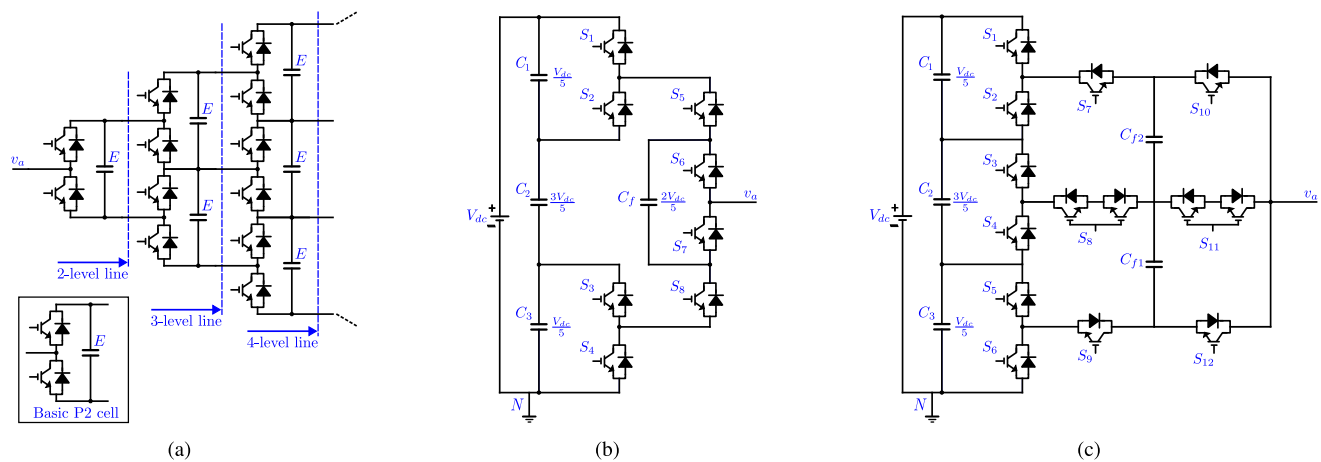 v_a
E
E
E
E
E
E
2-level line
3-level line
4-level line
E
Basic P2 cell
(a)
V_dc
+
-
C_1
V_dc/5
C_2
3V_dc/5
C_3
V_dc/5
S_1
S_2
S_3
S_4
S_5
S_6
S_7
S_8
C_f
2V_dc/5
v_a
N
(b)
V_dc
+
-
C_1
V_dc/5
C_2
3V_dc/5
C_3
V_dc/5
S_1
S_2
S_3
S_4
S_5
S_6
S_7
S_8
S_9
S_10
S_11
S_12
C_f2
C_f1
v_a
N
(c)